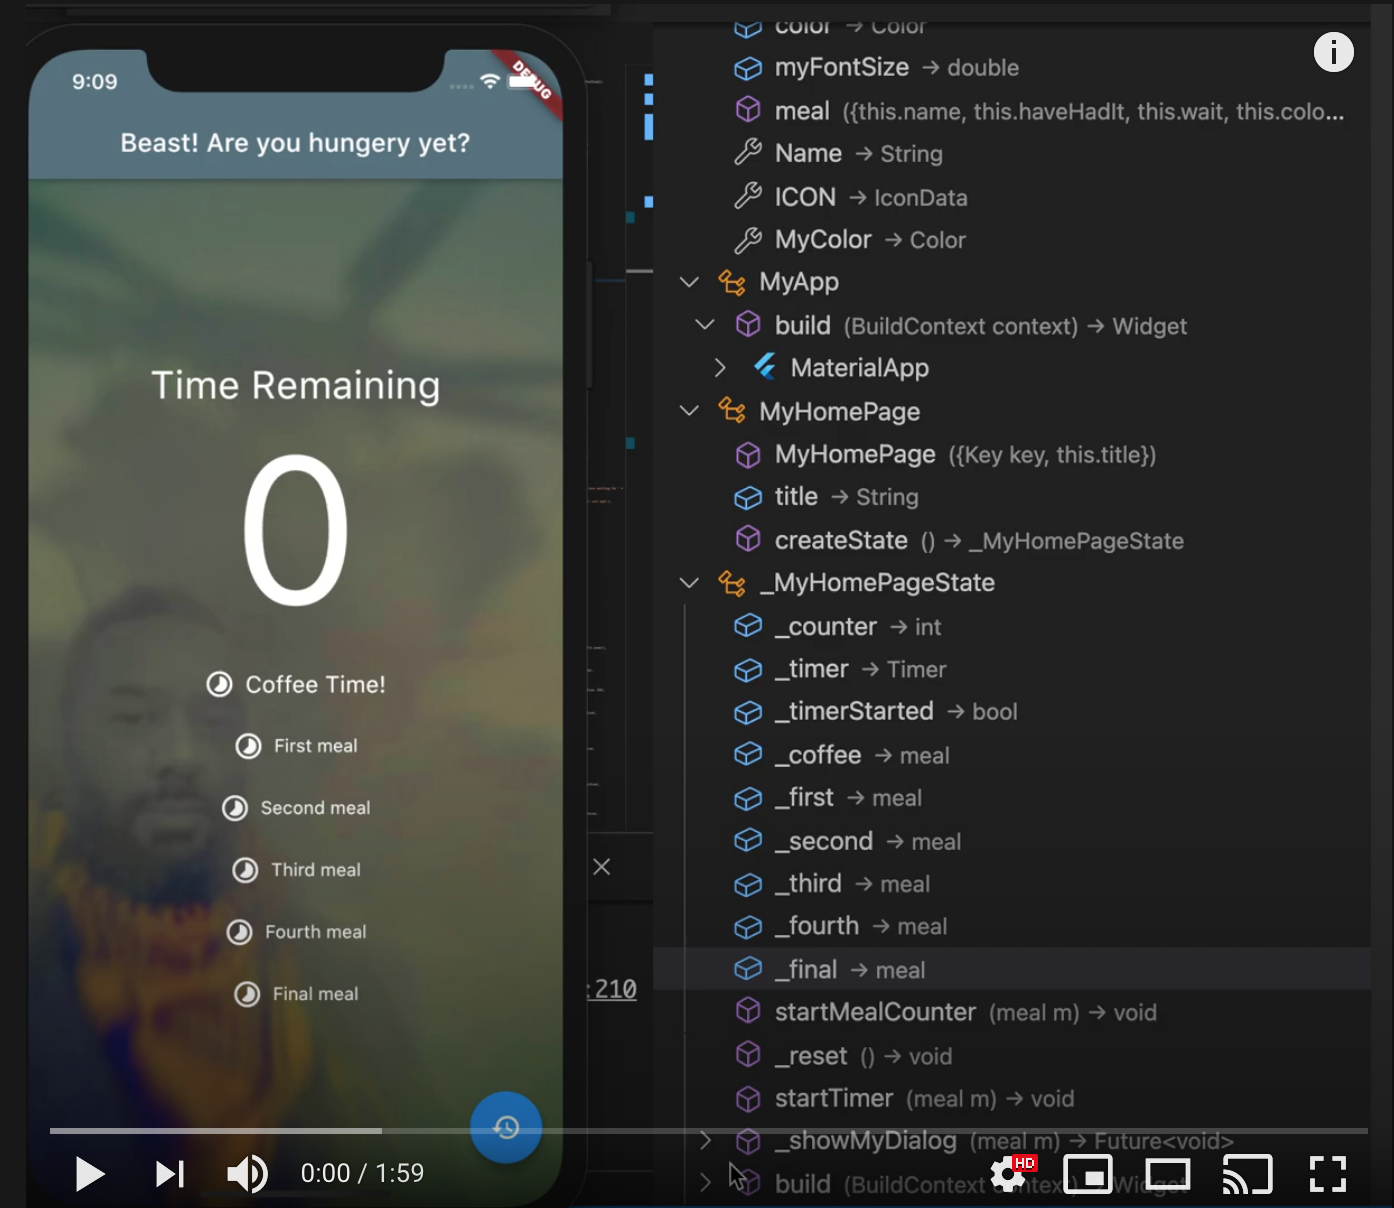 9:09
DEBUG
Beast! Are you hungery yet?
Time Remaining
0
Coffee Time!
First meal
Second meal
Third meal
Fourth meal
Final meal
:210
color → Color
myFontSize → double
meal ({this.name, this.haveHadIt, this.wait, this.colo...
Name → String
ICON → IconData
MyColor → Color
MyApp
build (BuildContext context) → Widget
MaterialApp
MyHomePage
MyHomePage ({Key key, this.title})
title → String
createState () → _MyHomePageState
_MyHomePageState
_counter → int
_timer → Timer
_timerStarted → bool
_coffee → meal
_first → meal
_second → meal
_third → meal
_fourth → meal
_final → meal
startMealCounter (meal m) → void
_reset () → void
startTimer (meal m) → void
_showMyDialog (meal m) → Future<void>
build (BuildContext context) → Widget
0:00 / 1:59
HD